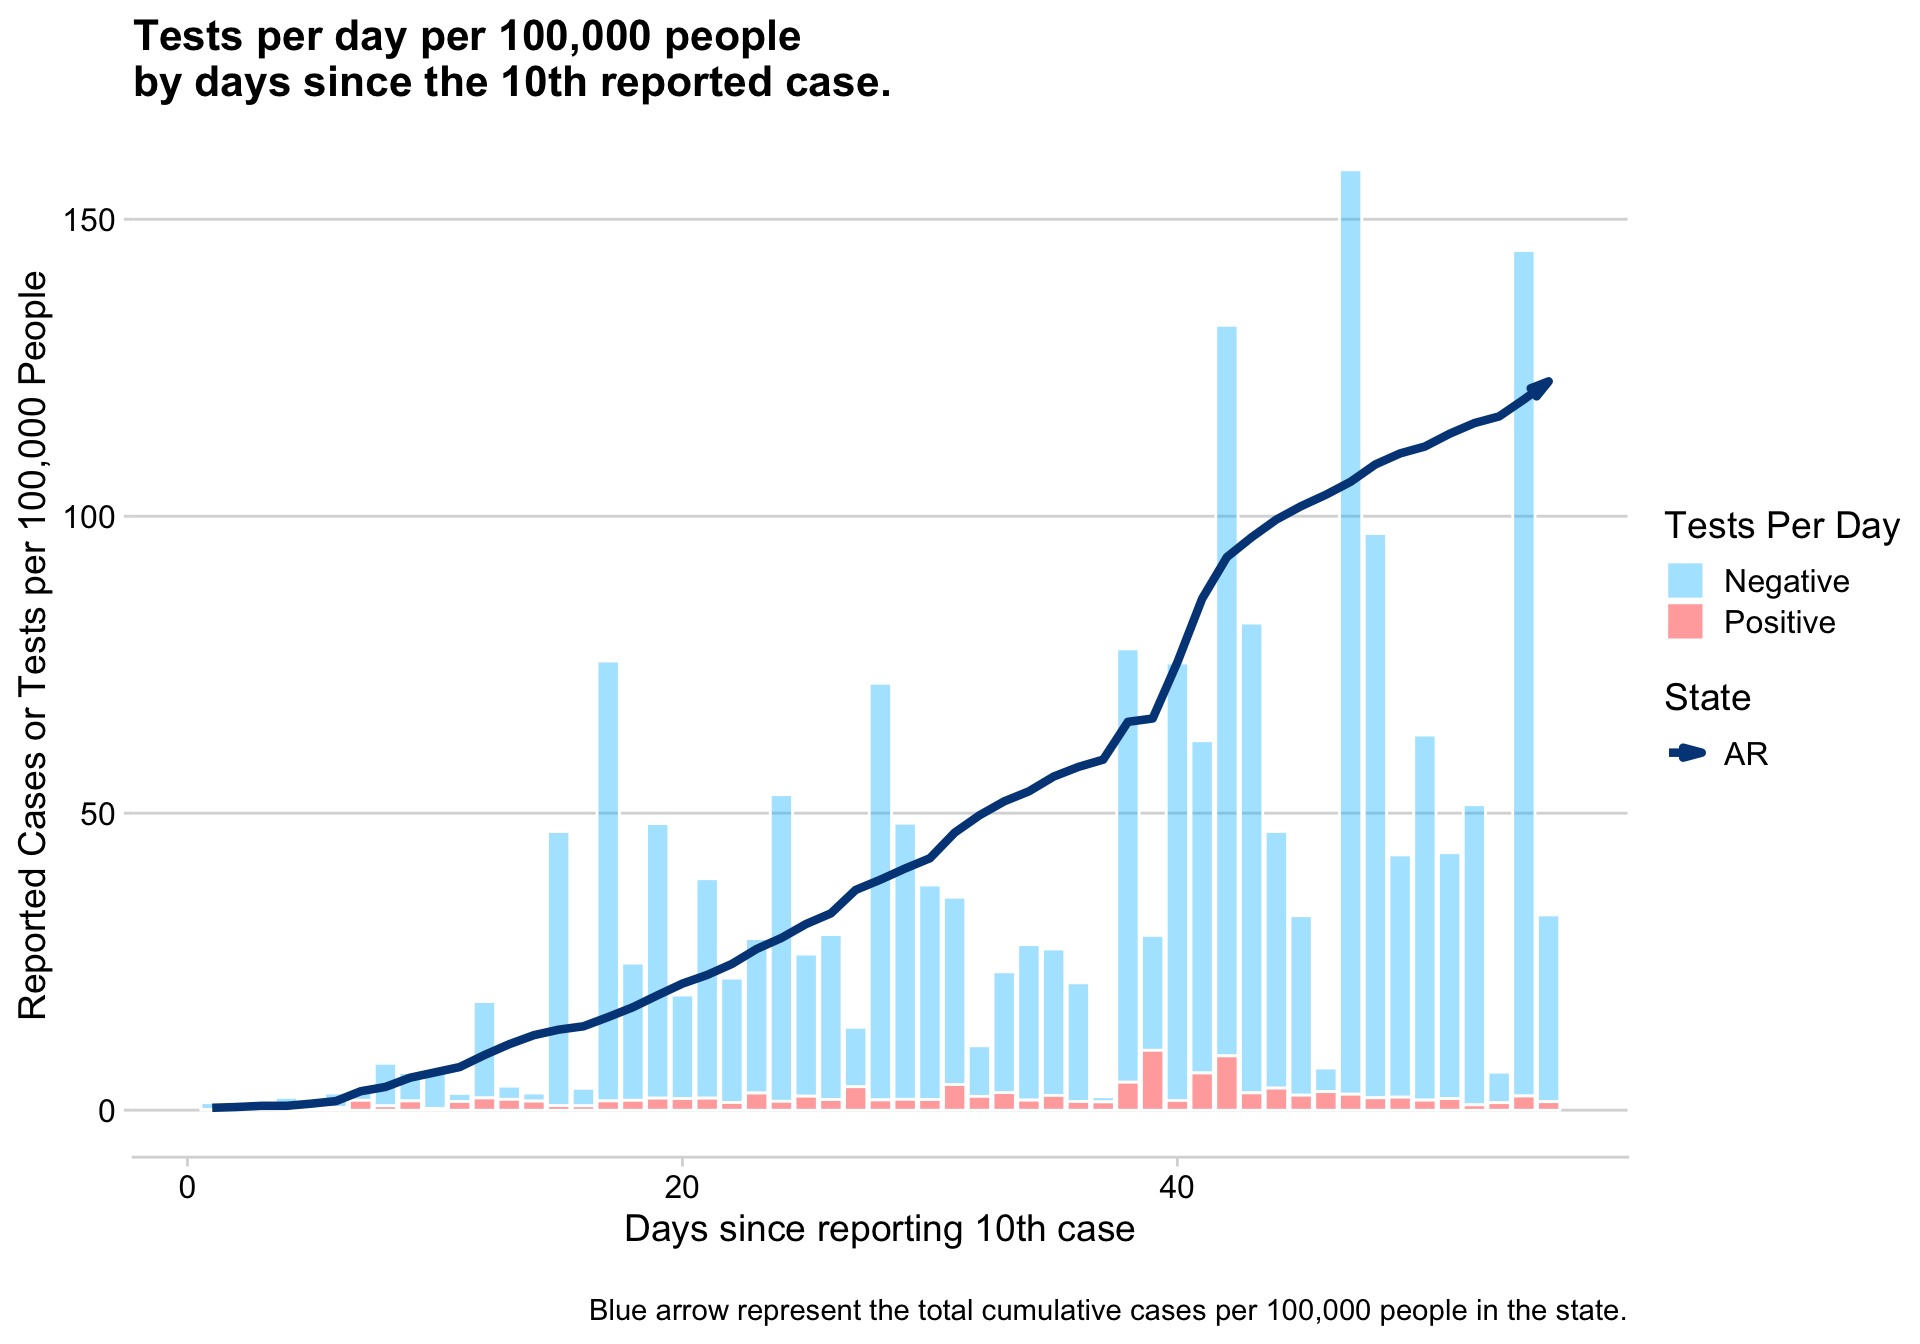 Tests per day per 100,000 people
by days since the 10th reported case.
Reported Cases or Tests per 100,000 People
150
100
50
0
0
20
40
Days since reporting 10th case
Tests Per Day
Negative
Positive
State
AR
Blue arrow represent the total cumulative cases per 100,000 people in the state.